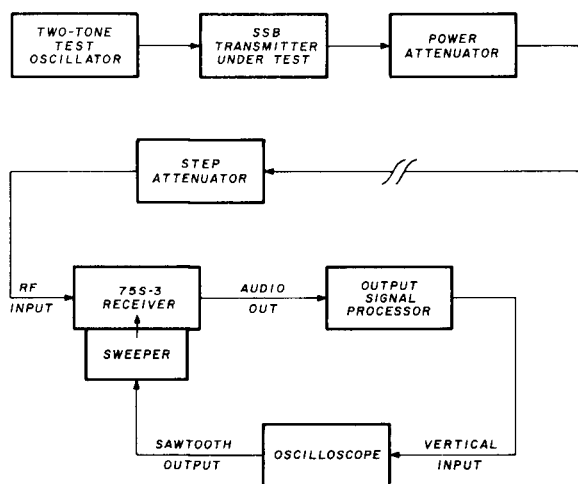 TWO-TONE
TEST
OSCILLATOR
SSB
TRANSMITTER
UNDER TEST
POWER
ATTENUATOR
STEP
ATTENUATOR
RF
INPUT
75S-3
RECEIVER
AUDIO
OUT
OUTPUT
SIGNAL
PROCESSOR
SWEEPER
SAWTOOTH
OUTPUT
OSCILLOSCOPE
VERTICAL
INPUT